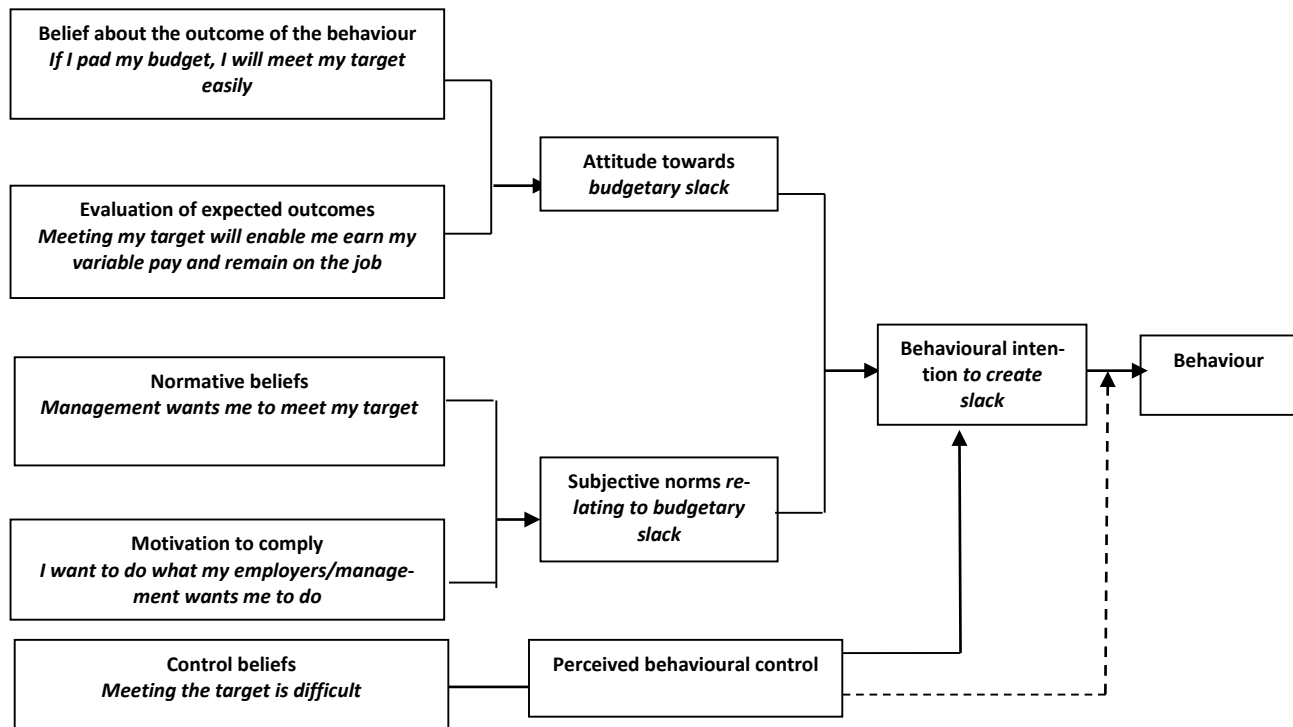 Belief about the outcome of the behaviour
If I pad my budget, I will meet my target
easily
Evaluation of expected outcomes
Meeting my target will enable me earn my
variable pay and remain on the job
Attitude towards
budgetary slack
Normative beliefs
Management wants me to meet my target
Motivation to comply
I want to do what my employers/manage-
ment wants me to do
Subjective norms re-
lating to budgetary
slack
Behavioural inten-
tion to create
slack
Behaviour
Control beliefs
Meeting the target is difficult
Perceived behavioural control